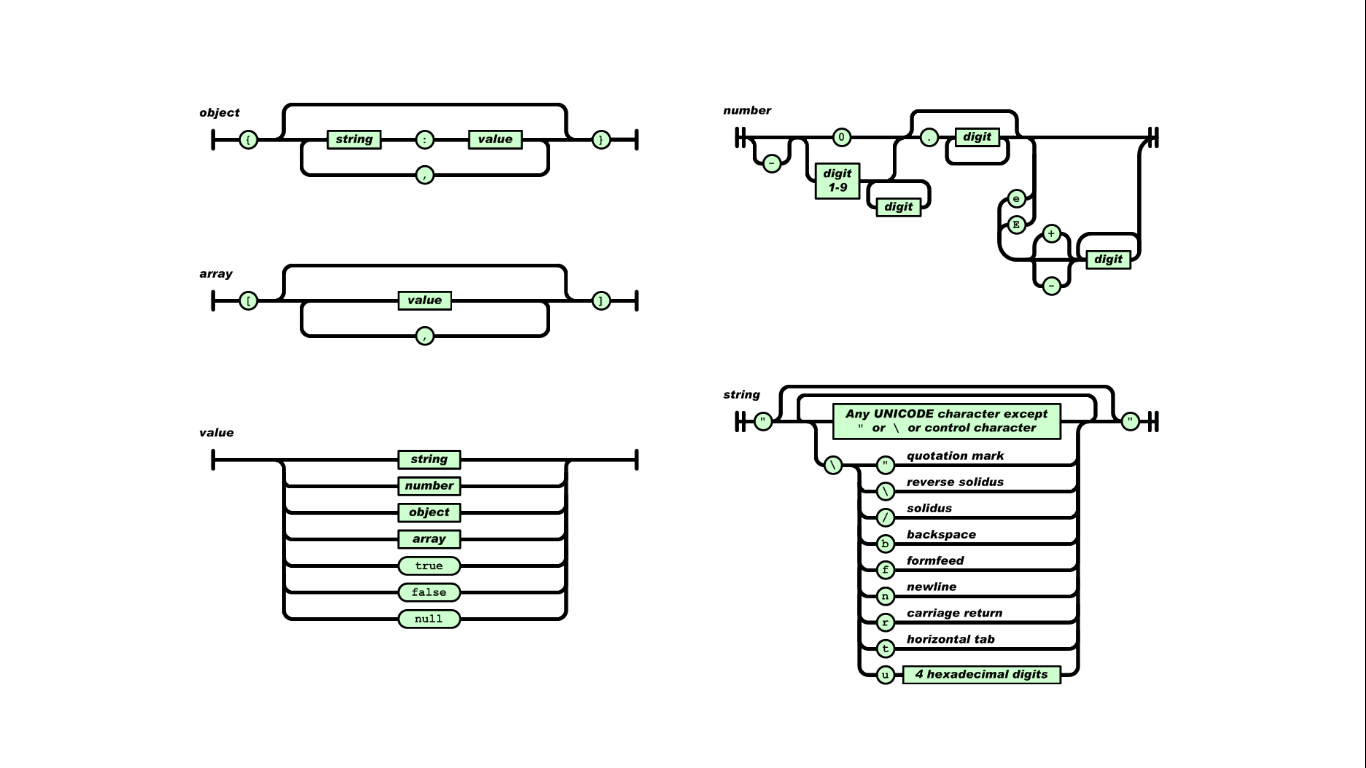 object
{ string : value }
,
array
[ value ]
,
value
string
number
object
array
true
false
null
number
0 . digit
-
digit
1-9
digit
e
E
+
digit
-
string
" Any UNICODE character except "
" or \ or control character
\ " quotation mark
\ reverse solidus
/ solidus
b backspace
f formfeed
n newline
r carriage return
t horizontal tab
u 4 hexadecimal digits